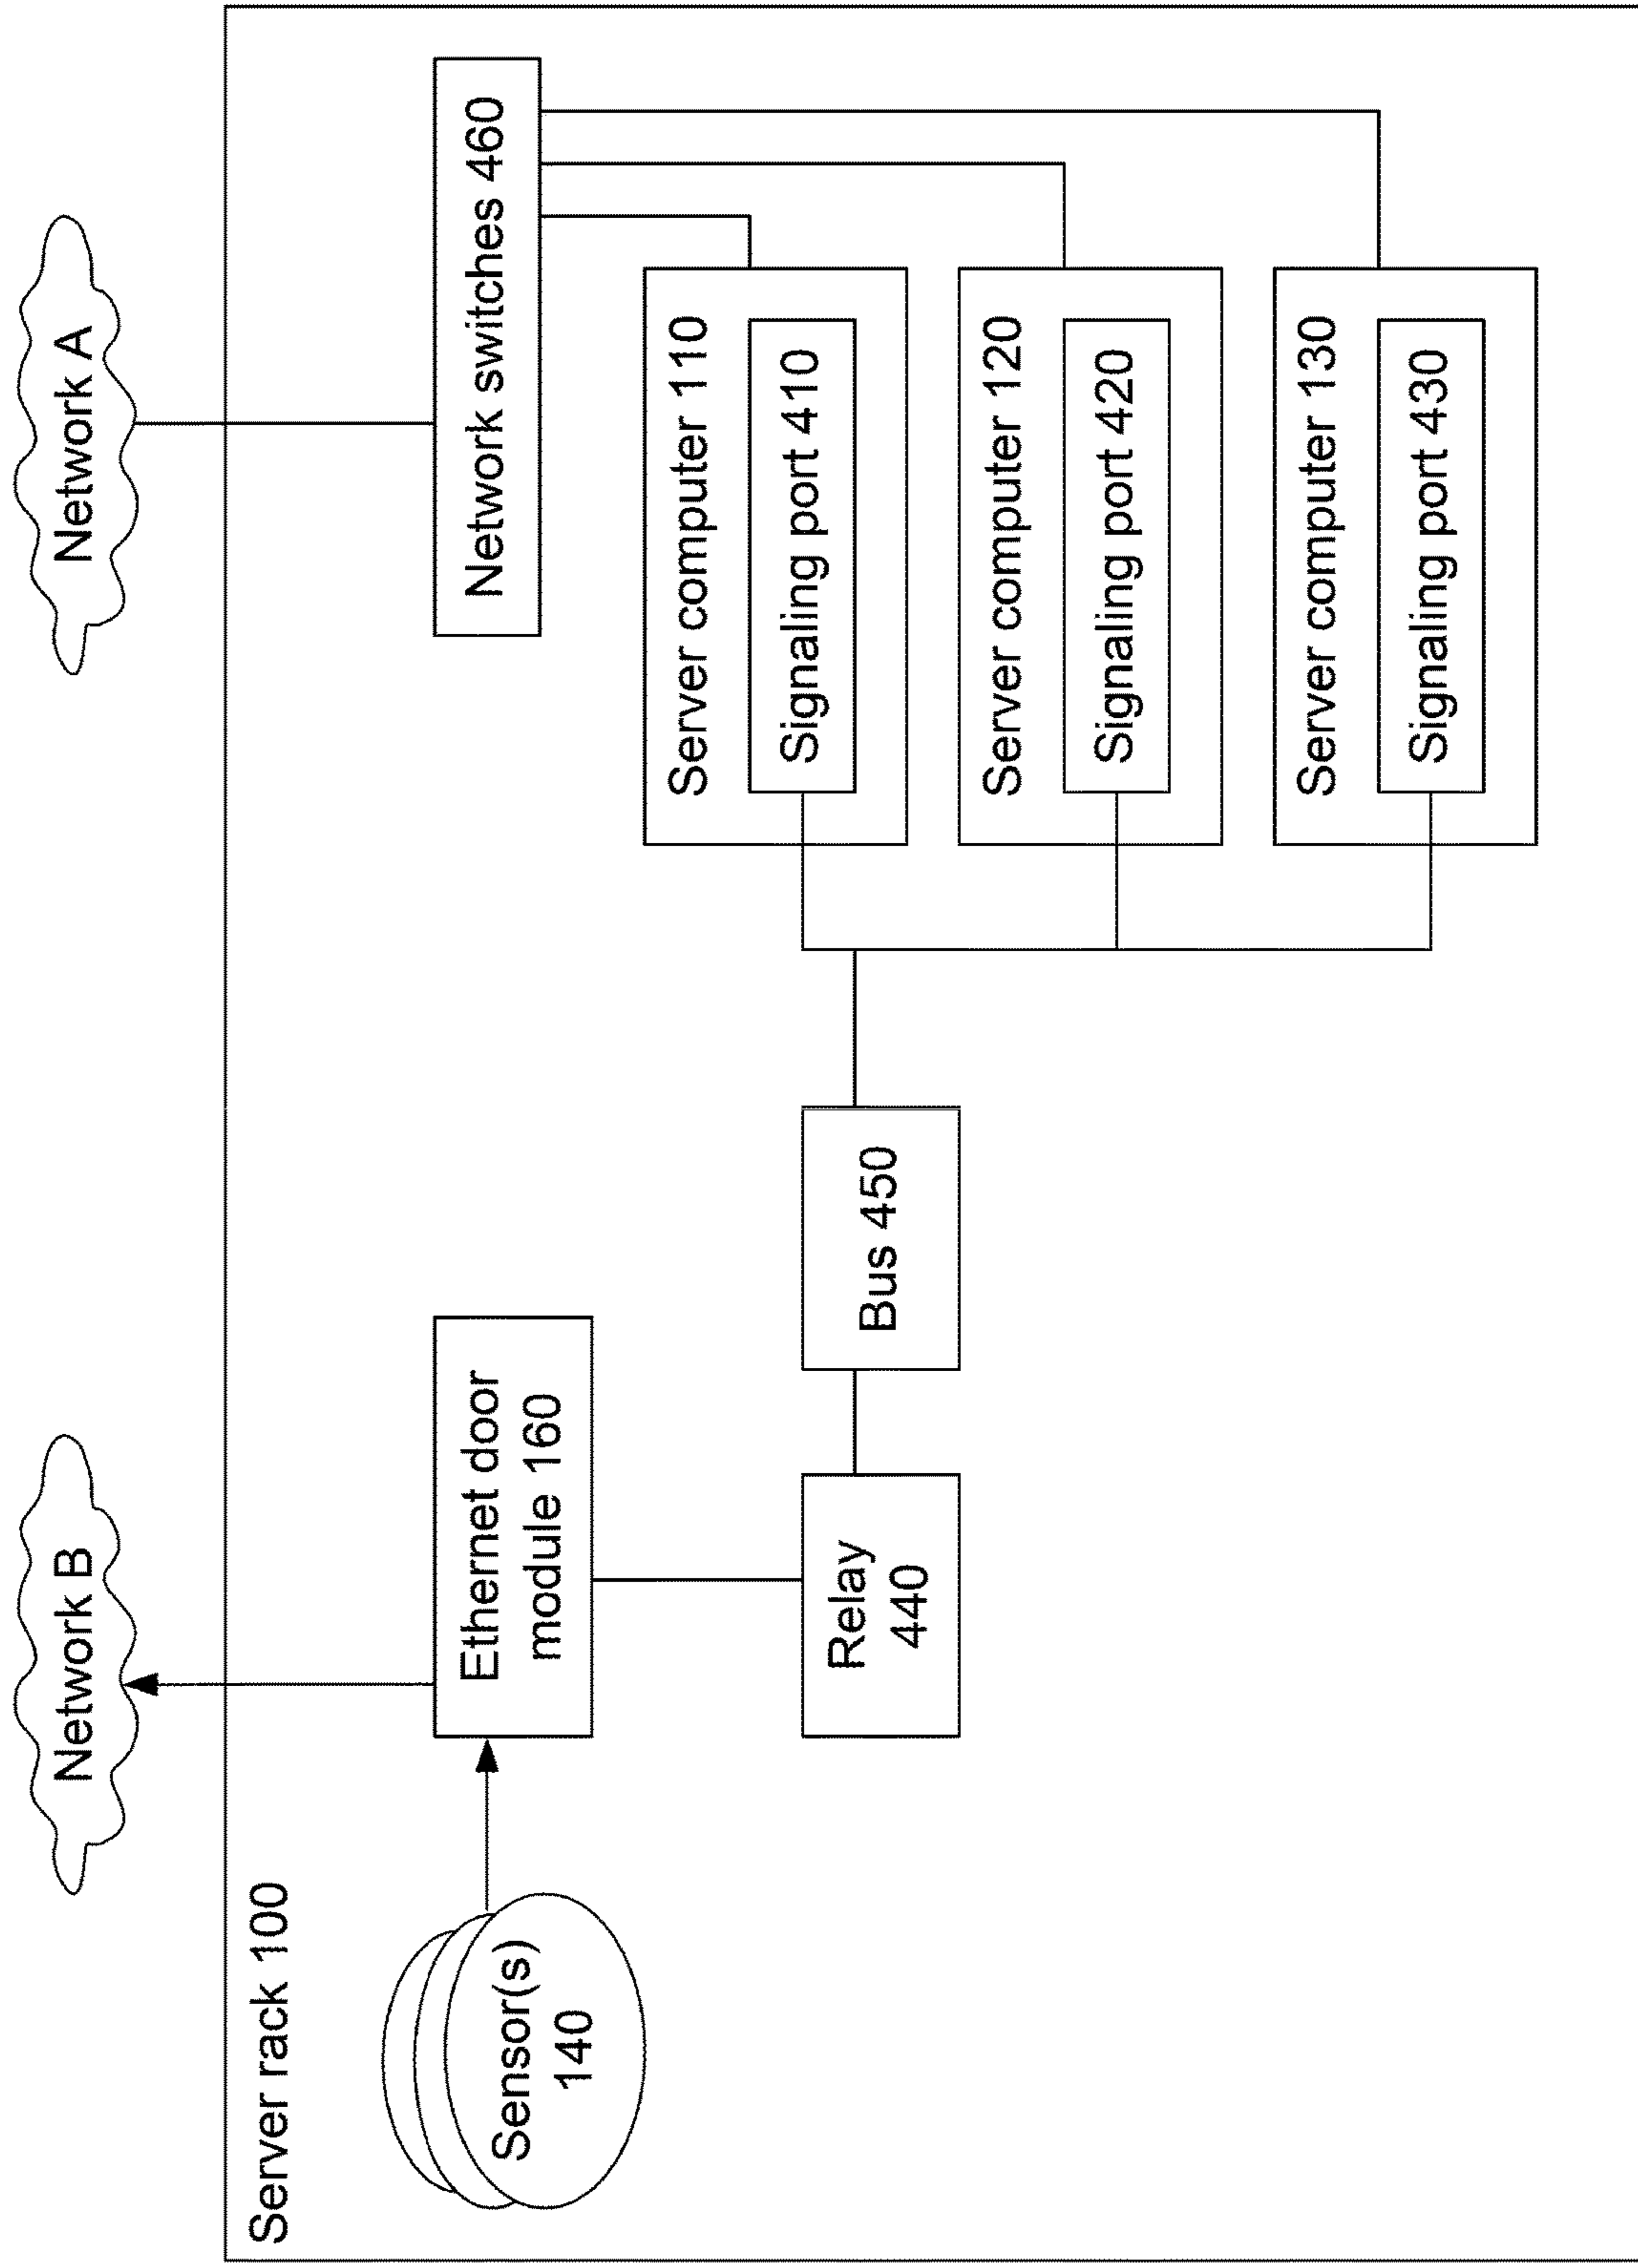 Network B
Network A
Server rack 100
Sensor(s)
140
Ethernet door
module 160
Network switches 460
Relay
440
Bus 450
Server computer 110
Signaling port 410
Server computer 120
Signaling port 420
Server computer 130
Signaling port 430